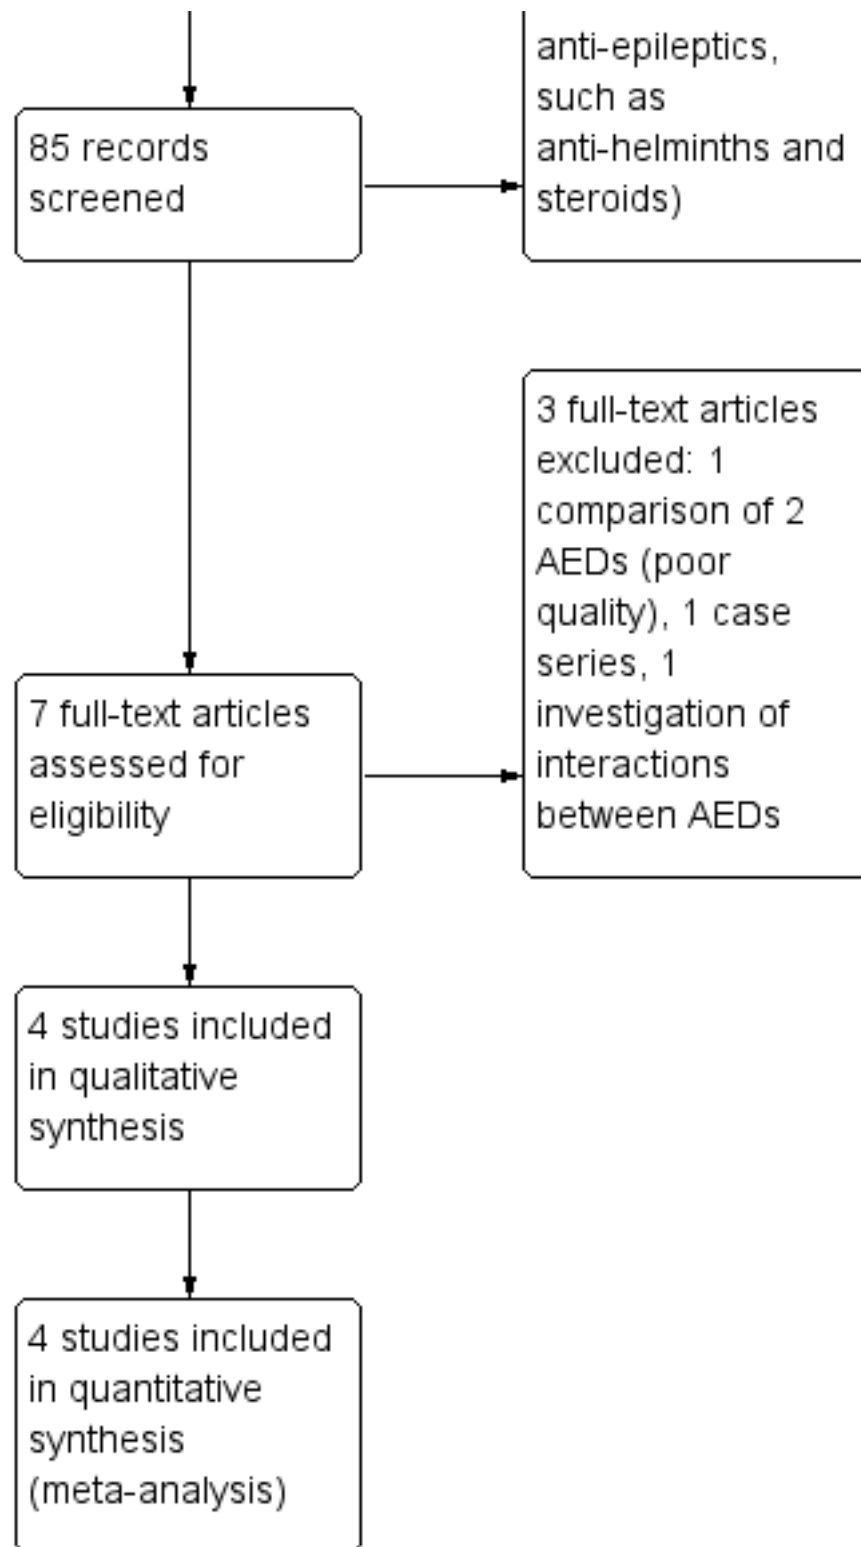 85 records
screened
anti-epileptics,
such as
anti-helminths and
steroids)
7 full-text articles
assessed for
eligibility
3 full-text articles
excluded: 1
comparison of 2
AEDs (poor
quality), 1 case
series, 1
investigation of
interactions
between AEDs
4 studies included
in qualitative
synthesis
4 studies included
in quantitative
synthesis
(meta-analysis)